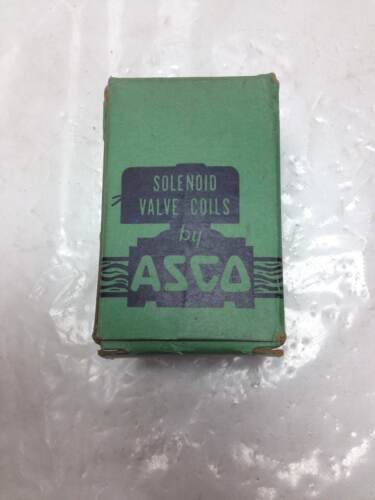 SOLENOID
VALVE COILS
by
ASCO